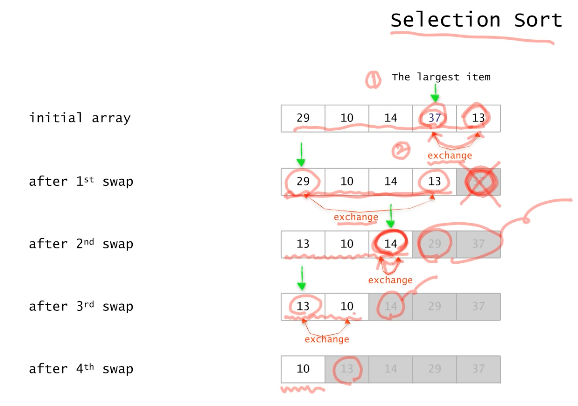 Selection Sort
① The largest item
initial array 29 10 14 37 13
② exchange
after 1st swap 29 10 14 13
exchange
after 2nd swap 13 10 14 29 37
exchange
after 3rd swap 13 10 14 29 37
exchange
after 4th swap 10 13 14 29 37